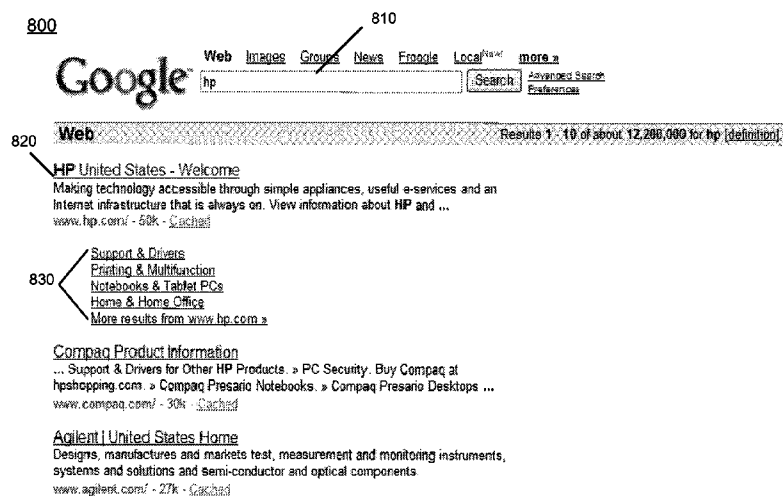 800
810
Google
Web Images Groups News Froogle Local New! more »
hp
Search
Advanced Search
Preferences
820
Web
Results 1 - 10 of about 12,200,000 for hp [definition].
HP United States - Welcome
Making technology accessible through simple appliances, useful e-services and an
Internet infrastructure that is always on. View information about HP and ...
www.hp.com/ - 50k - Cached
830
Support & Drivers
Printing & Multifunction
Notebooks & Tablet PCs
Home & Home Office
More results from www.hp.com »
Compaq Product Information
... Support & Drivers for Other HP Products. » PC Security. Buy Compaq at
hpshopping.com. » Compaq Presario Notebooks. » Compaq Presario Desktops ...
www.compaq.com/ - 30k - Cached
Agilent | United States Home
Designs, manufactures and markets test, measurement and monitoring instruments,
systems and solutions and semi-conductor and optical components
www.agilent.com/ - 27k - Cached